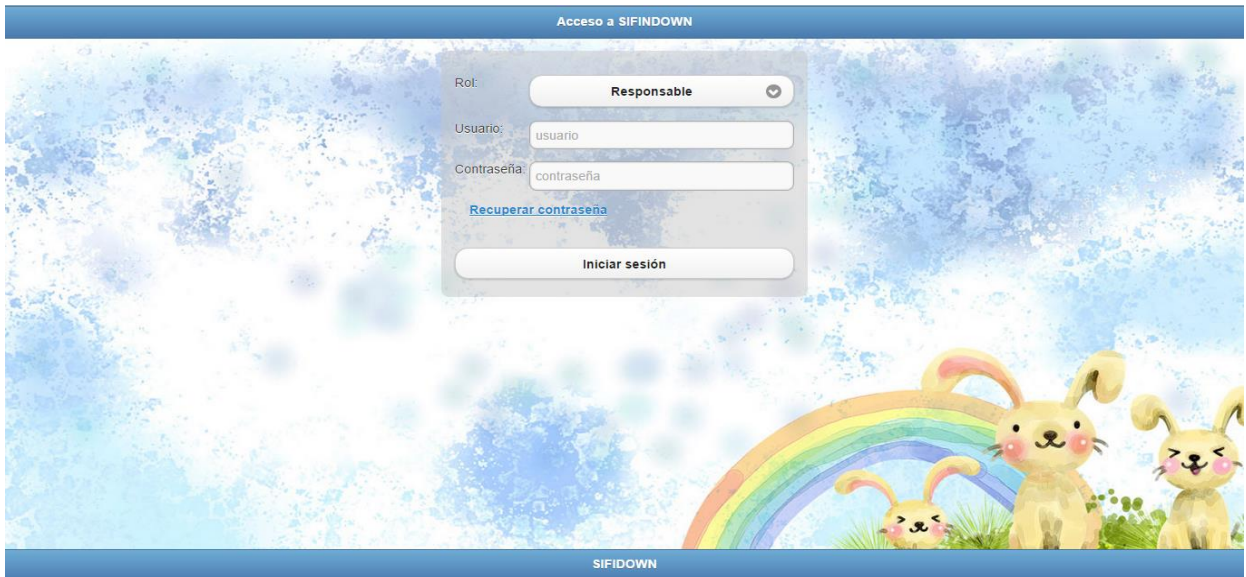 Acceso a SIFINDOWN
Rol:
Responsable
Usuario:
usuario
Contraseña:
contraseña
Recuperar contraseña
Iniciar sesión
SIFIDOWN